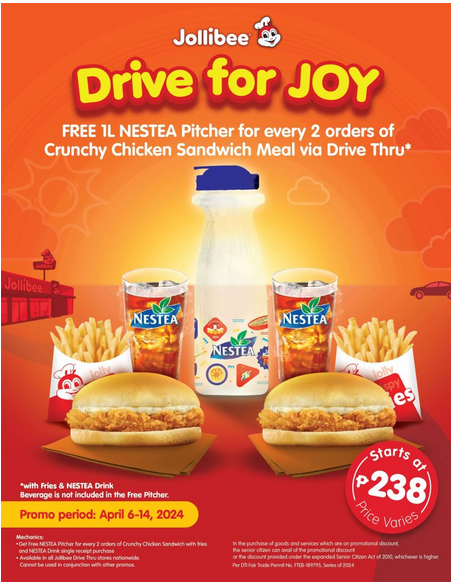 Jollibee
Drive for JOY
FREE 1L NESTEA Pitcher for every 2 orders of
Crunchy Chicken Sandwich Meal via Drive Thru*
Jollibee
NESTEA
NESTEA
NESTEA
jolly
es
*with Fries & NESTEA Drink
Beverage is not included in the Free Pitcher.
Starts at
₱238
Price Varies
Promo period: April 6-14, 2024
Mechanics:
•Get Free NESTEA Pitcher for every 2 orders of Crunchy Chicken Sandwich with fries
and NESTEA Drink single receipt purchase
• Available in all Jollibee Drive Thru stores nationwide.
Cannot be used in conjunction with other promos.
In the purchase of goods and services which are on promotional discount,
the senior citizen can avail of the promotional discount
or the discount provided under the expanded Senior Citizen Act of 2010, whichever is higher.
Per DTI Fair Trade Permit No. FTEB-189795, Series of 2024